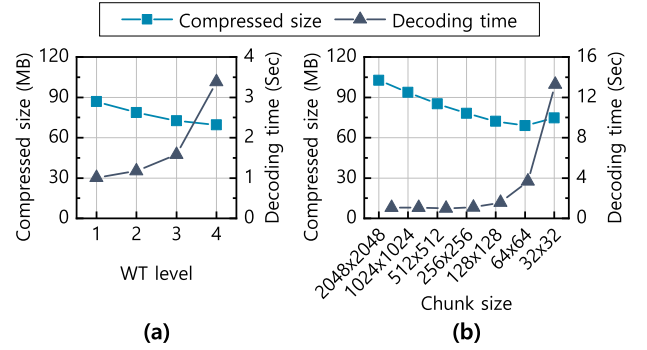 Compressed size
Decoding time
Compressed size (MB)
120
90
60
30
0
4
3
2
1
0
Decoding time (Sec)
1 2 3 4
WT level
(a)
Compressed size (MB)
120
90
60
30
0
16
12
8
4
0
Decoding time (Sec)
2048x2048
1024x1024
512x512
256x256
128x128
64x64
32x32
Chunk size
(b)